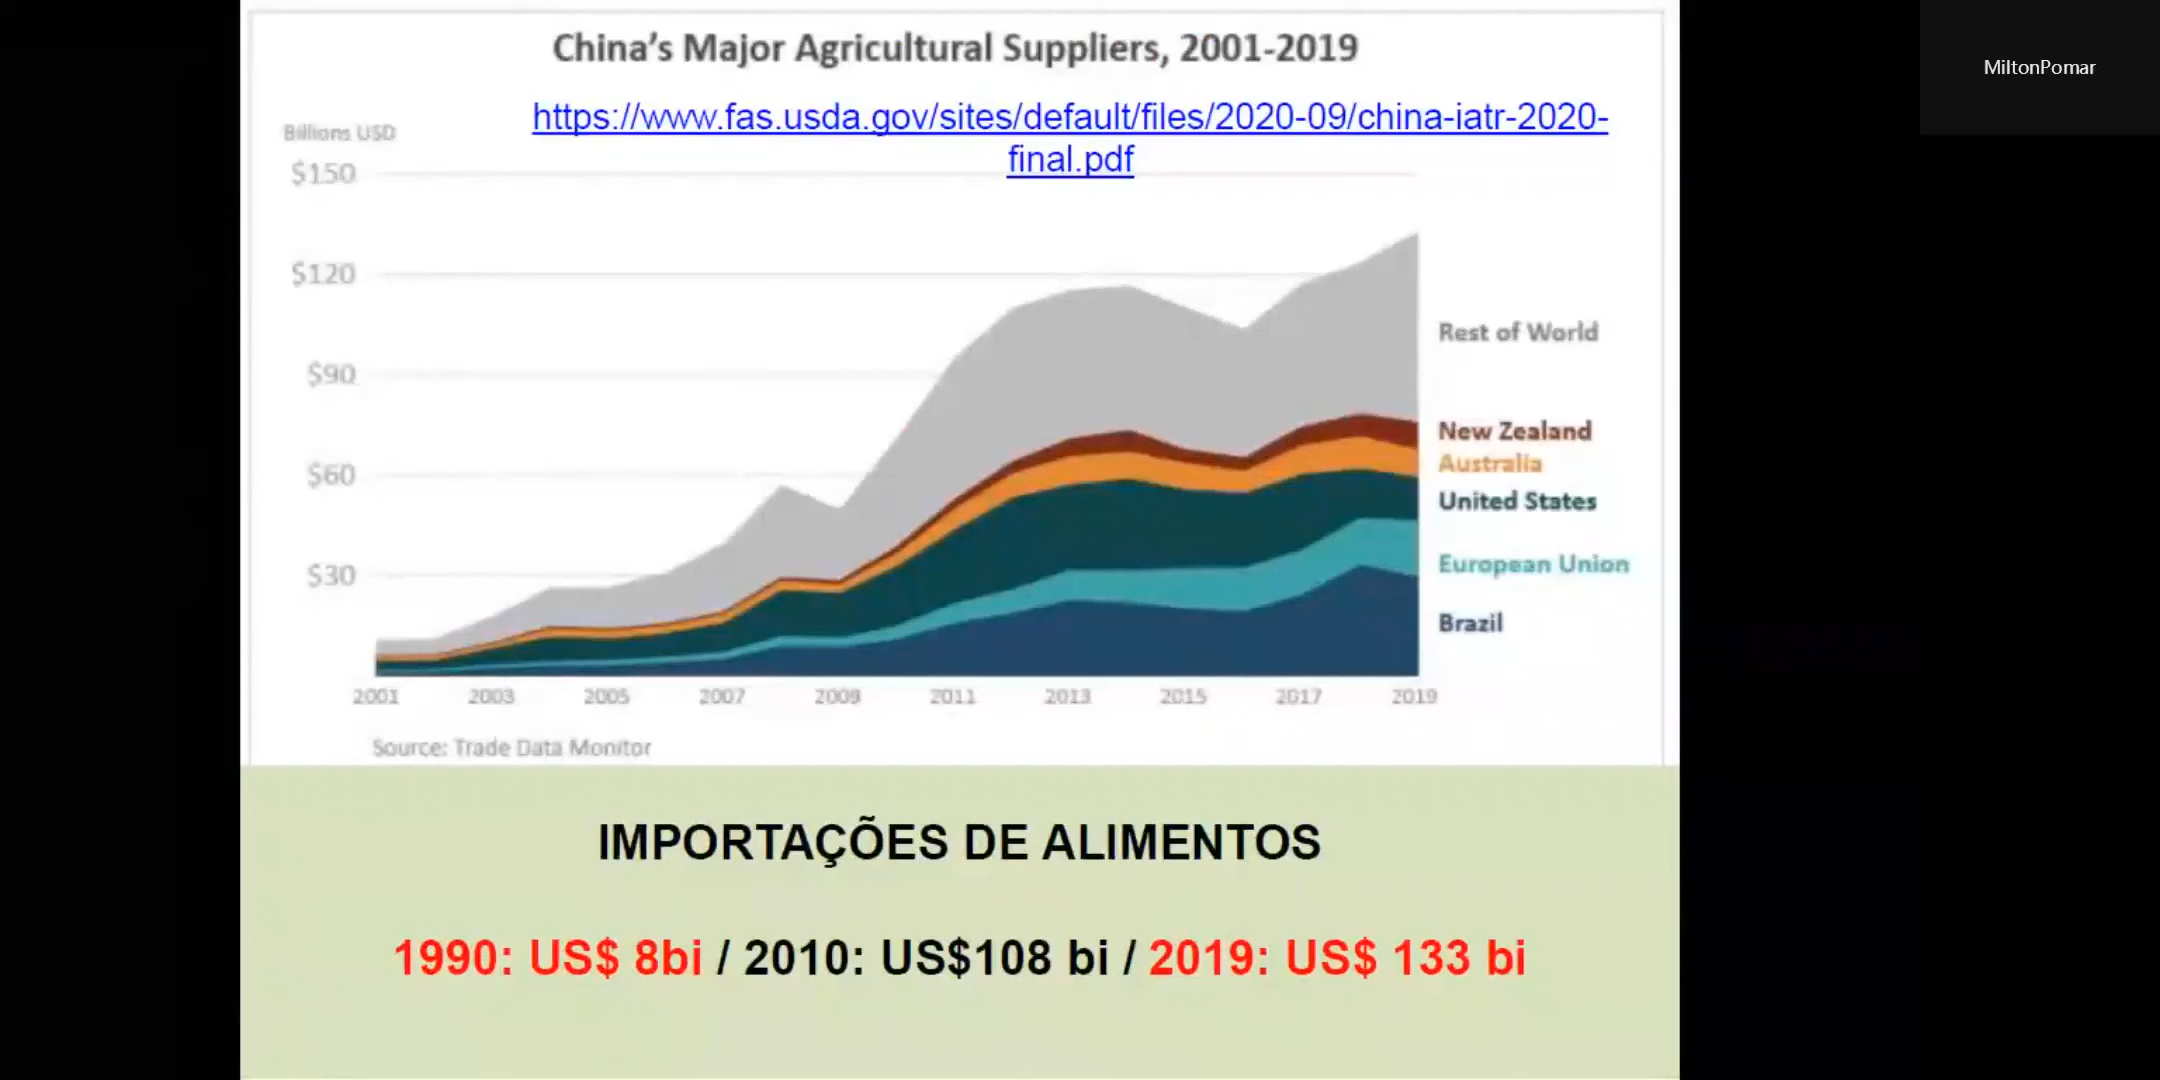 China's Major Agricultural Suppliers, 2001-2019
MiltonPomar
https://www.fas.usda.gov/sites/default/files/2020-09/china-iatr-2020-
final.pdf
Billions USD
$150
$120
$90
$60
$30
Rest of World
New Zealand
Australia
United States
European Union
Brazil
2001 2003 2005 2007 2009 2011 2013 2015 2017 2019
Source: Trade Data Monitor
IMPORTAÇÕES DE ALIMENTOS
1990: US$ 8bi / 2010: US$108 bi / 2019: US$ 133 bi